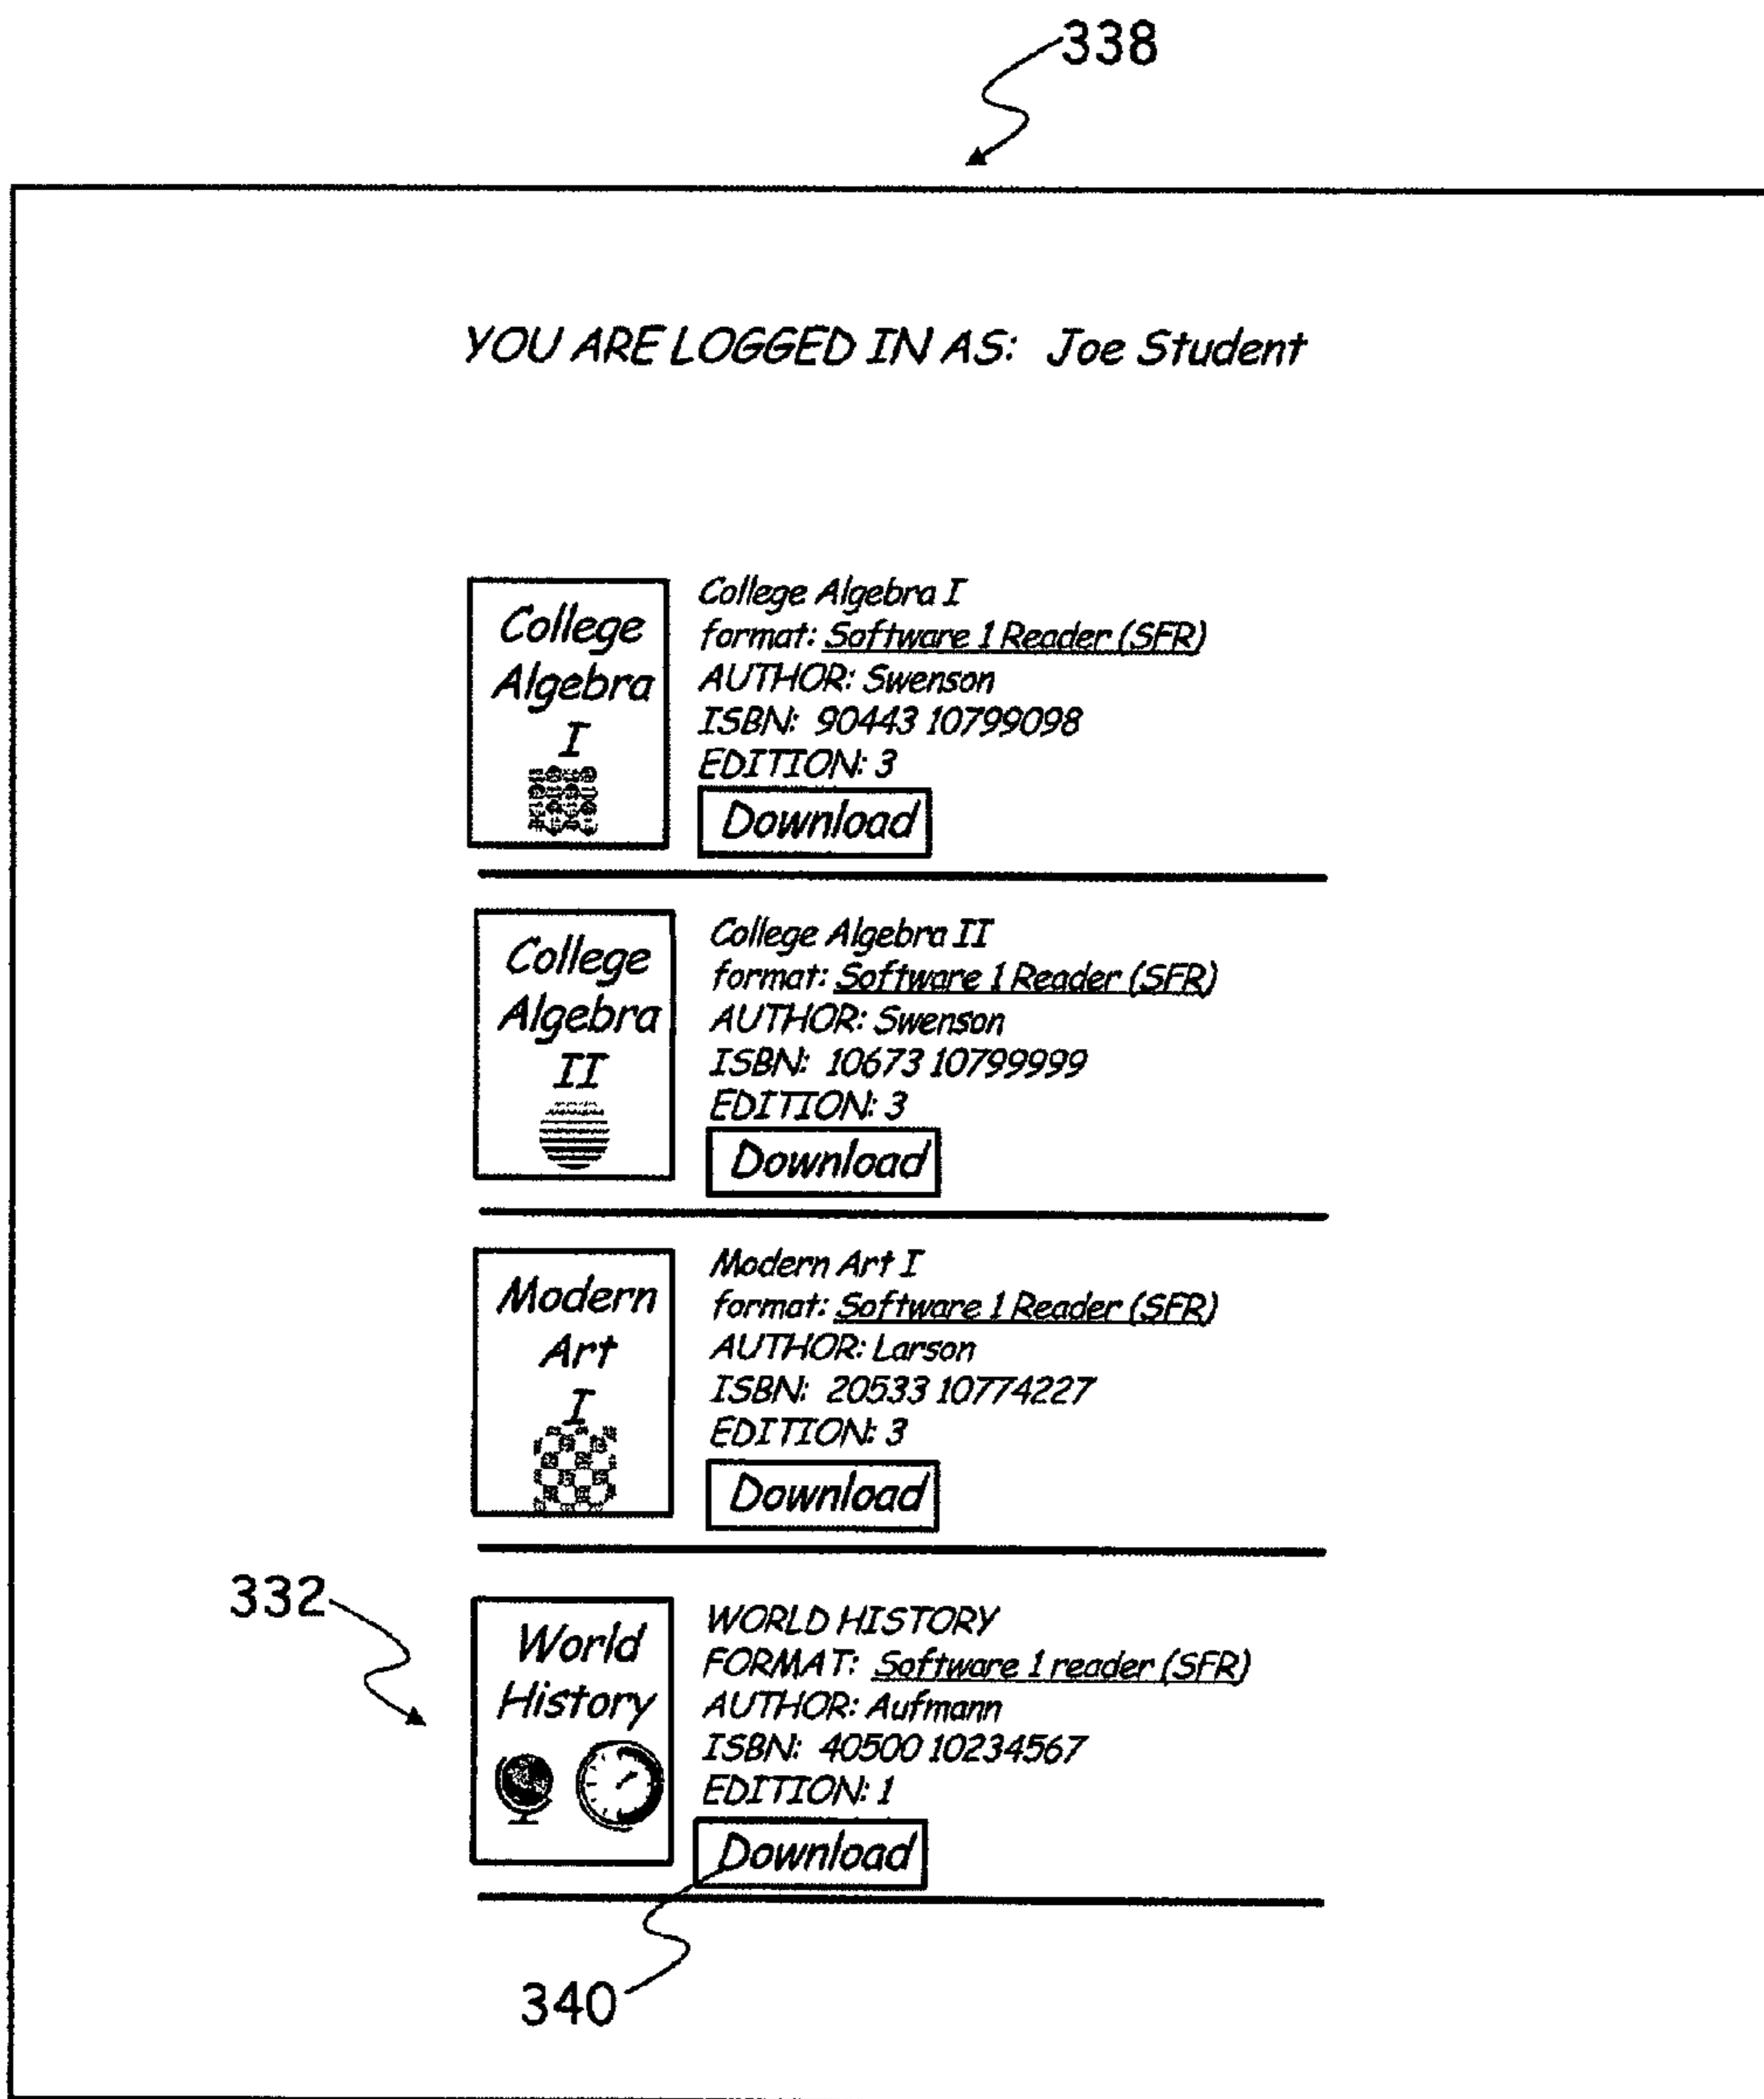 338
YOU ARE LOGGED IN AS: Joe Student
College
Algebra
I
College Algebra I
format: Software 1 Reader (SFR)
AUTHOR: Swenson
ISBN: 90443 10799098
EDITION: 3
Download
College
Algebra
II
College Algebra II
format: Software 1 Reader (SFR)
AUTHOR: Swenson
ISBN: 10673 10799999
EDITION: 3
Download
Modern
Art
I
Modern Art I
format: Software 1 Reader (SFR)
AUTHOR: Larson
ISBN: 20533 10774227
EDITION: 3
Download
332
World
History
WORLD HISTORY
FORMAT: Software 1 reader (SFR)
AUTHOR: Aufmann
ISBN: 40500 10234567
EDITION: 1
Download
340